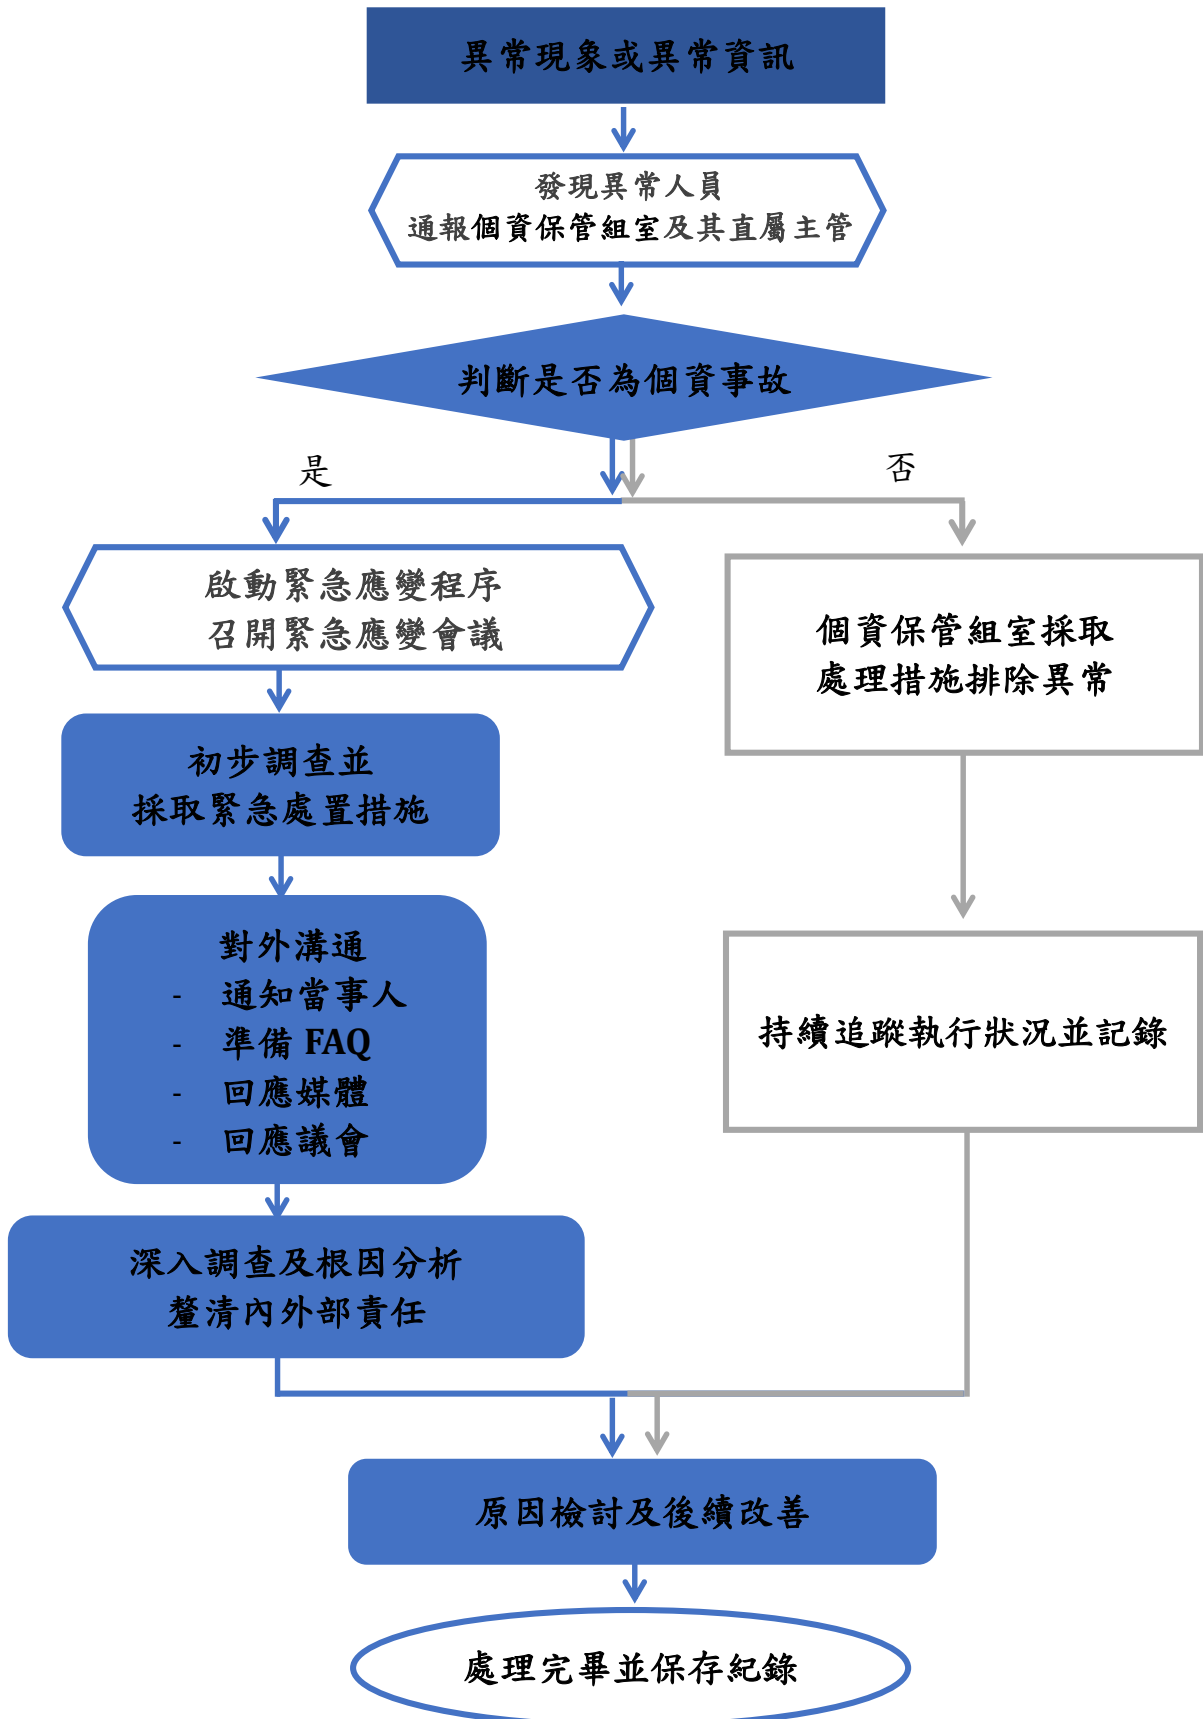 異常現象或異常資訊
發現異常人員
通報個資保管組室及其直屬主管
判斷是否為個資事故
是
否
啟動緊急應變程序
召開緊急應變會議
個資保管組室採取
處理措施排除異常
初步調查並
採取緊急處置措施
對外溝通
- 通知當事人
- 準備 FAQ
- 回應媒體
- 回應議會
持續追蹤執行狀況並記錄
深入調查及根因分析
釐清內外部責任
原因檢討及後續改善
處理完畢並保存紀錄